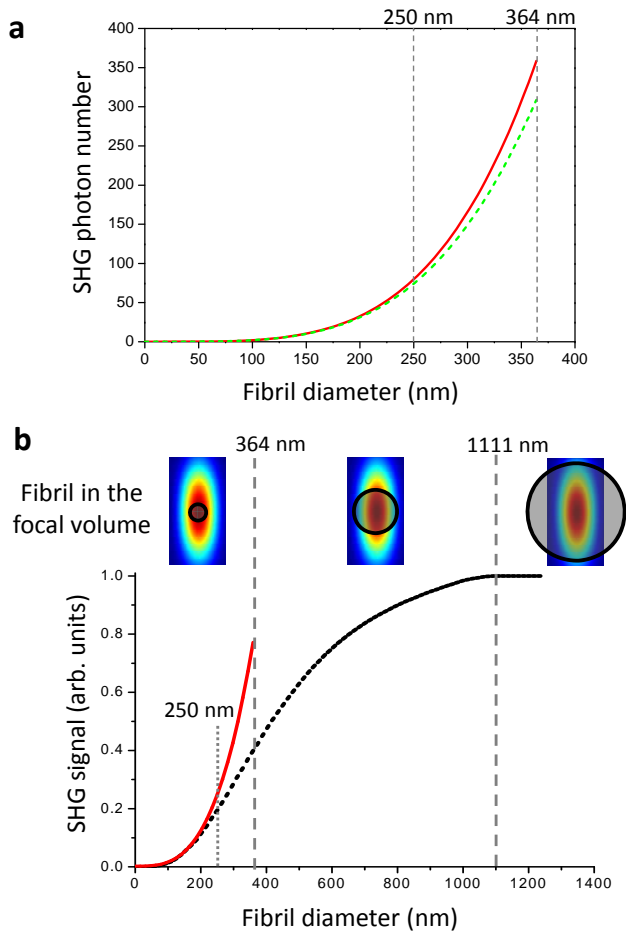 a
250 nm 364 nm
400
350
300
250
200
150
100
50
0
SHG photon number
0 50 100 150 200 250 300 350 400
Fibril diameter (nm)
b
364 nm 1111 nm
Fibril in the
focal volume
1.0
0.8
0.6
0.4
0.2
0.0
SHG signal (arb. units)
250 nm
0 200 400 600 800 1000 1200 1400
Fibril diameter (nm)